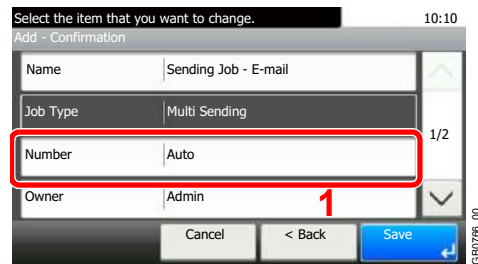 Select the item that you want to change. 10:10
Add - Confirmation
Name Sending Job - E-mail
Job Type Multi Sending
1/2
Number Auto
Owner Admin
1
Cancel < Back Save
GB0766_00